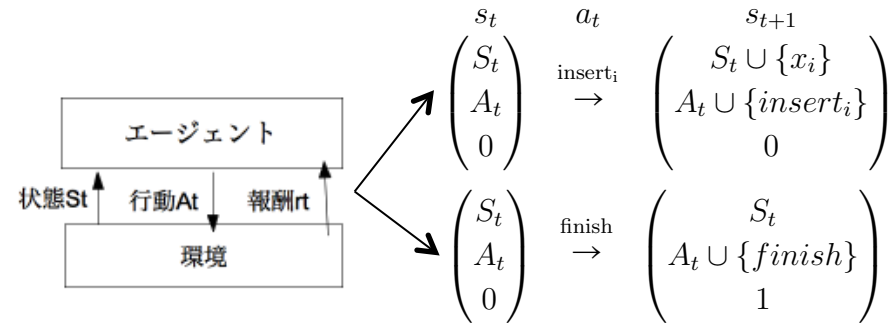 エージェント
状態St 行動At 報酬rt
環境
s_t a_t s_{t+1}
S_t insert_i S_t ∪ {x_i}
A_t → A_t ∪ {insert_i}
0 0
S_t finish S_t
A_t → A_t ∪ {finish}
0 1